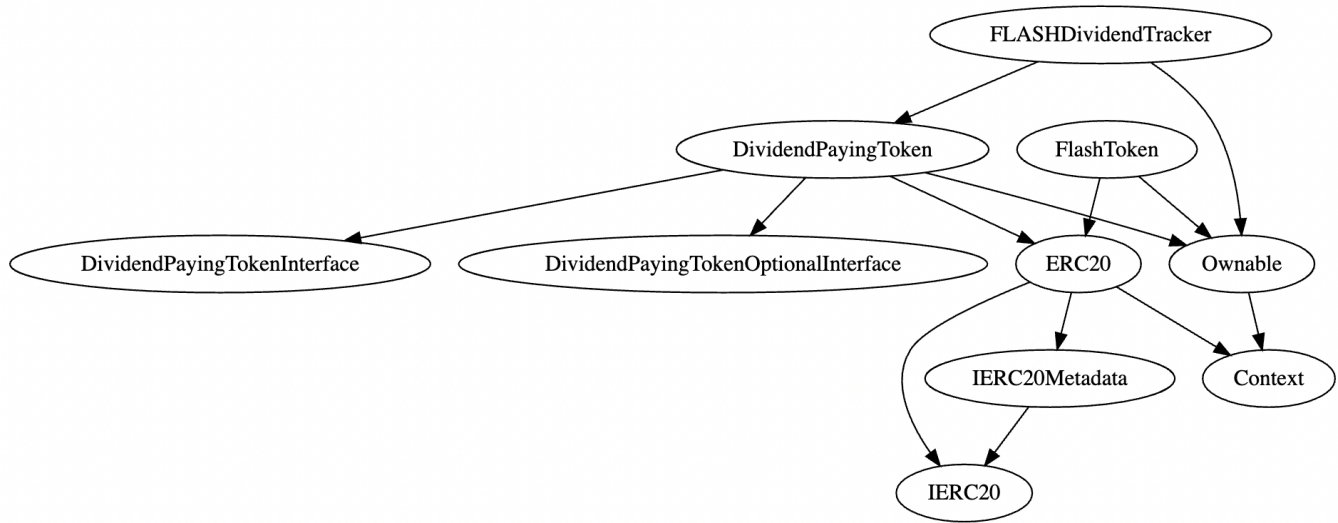 FLASHDividendTracker
DividendPayingToken
FlashToken
DividendPayingTokenInterface
DividendPayingTokenOptionalInterface
ERC20
Ownable
IERC20Metadata
Context
IERC20